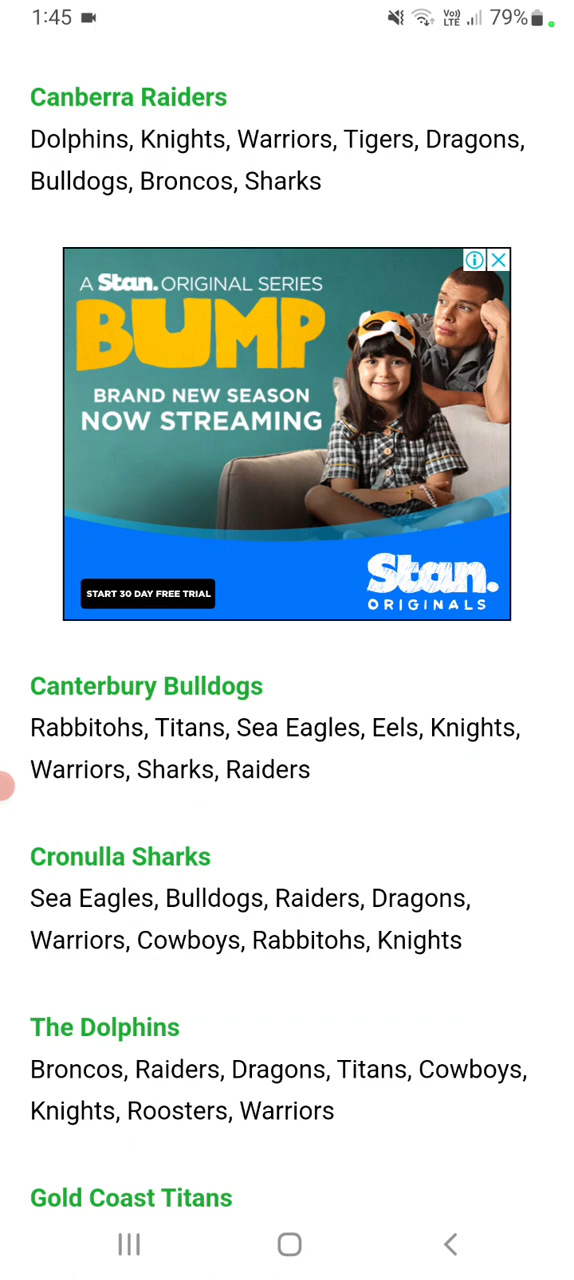 1:45
Vo)) LTE 79%
Canberra Raiders
Dolphins, Knights, Warriors, Tigers, Dragons,
Bulldogs, Broncos, Sharks
A Stan. ORIGINAL SERIES
BUMP
BRAND NEW SEASON
NOW STREAMING
START 30 DAY FREE TRIAL
Stan.
ORIGINALS
Canterbury Bulldogs
Rabbitohs, Titans, Sea Eagles, Eels, Knights,
Warriors, Sharks, Raiders
Cronulla Sharks
Sea Eagles, Bulldogs, Raiders, Dragons,
Warriors, Cowboys, Rabbitohs, Knights
The Dolphins
Broncos, Raiders, Dragons, Titans, Cowboys,
Knights, Roosters, Warriors
Gold Coast Titans